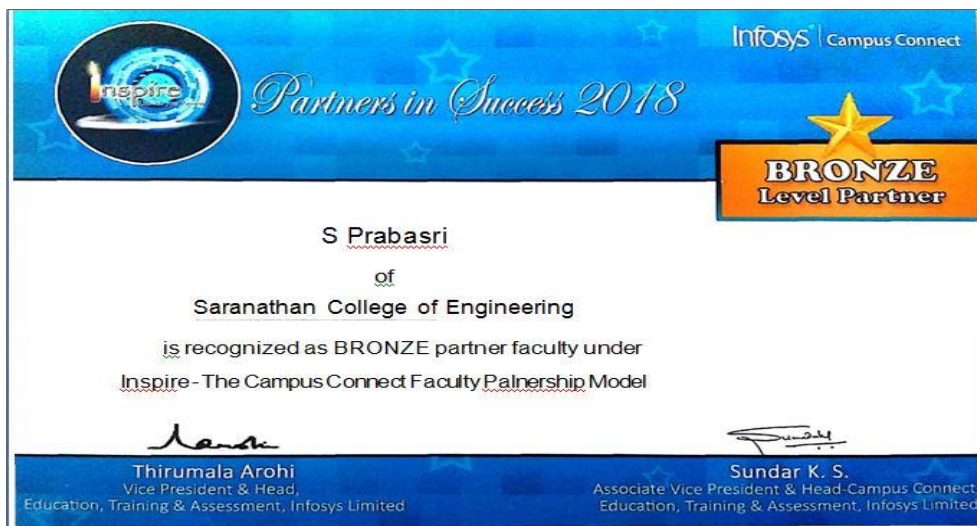 Infosys | Campus Connect
Inspire
Partners in Success 2018
BRONZE
Level Partner
S Prabasri
of
Saranathan College of Engineering
is recognized as BRONZE partner faculty under
Inspire - The Campus Connect Faculty Palnership Model
Thirumala Arohi
Vice President & Head,
Education, Training & Assessment, Infosys Limited
Sundar K. S.
Associate Vice President & Head-Campus Connect
Education, Training & Assessment, Infosys Limited